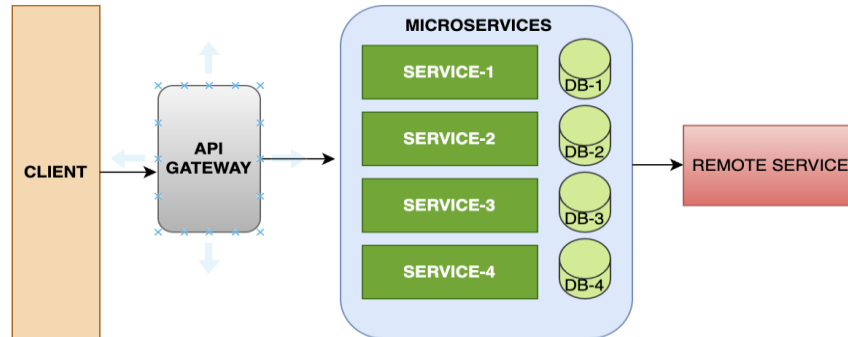 CLIENT
API
GATEWAY
MICROSERVICES
SERVICE-1
DB-1
SERVICE-2
DB-2
SERVICE-3
DB-3
SERVICE-4
DB-4
REMOTE SERVICE